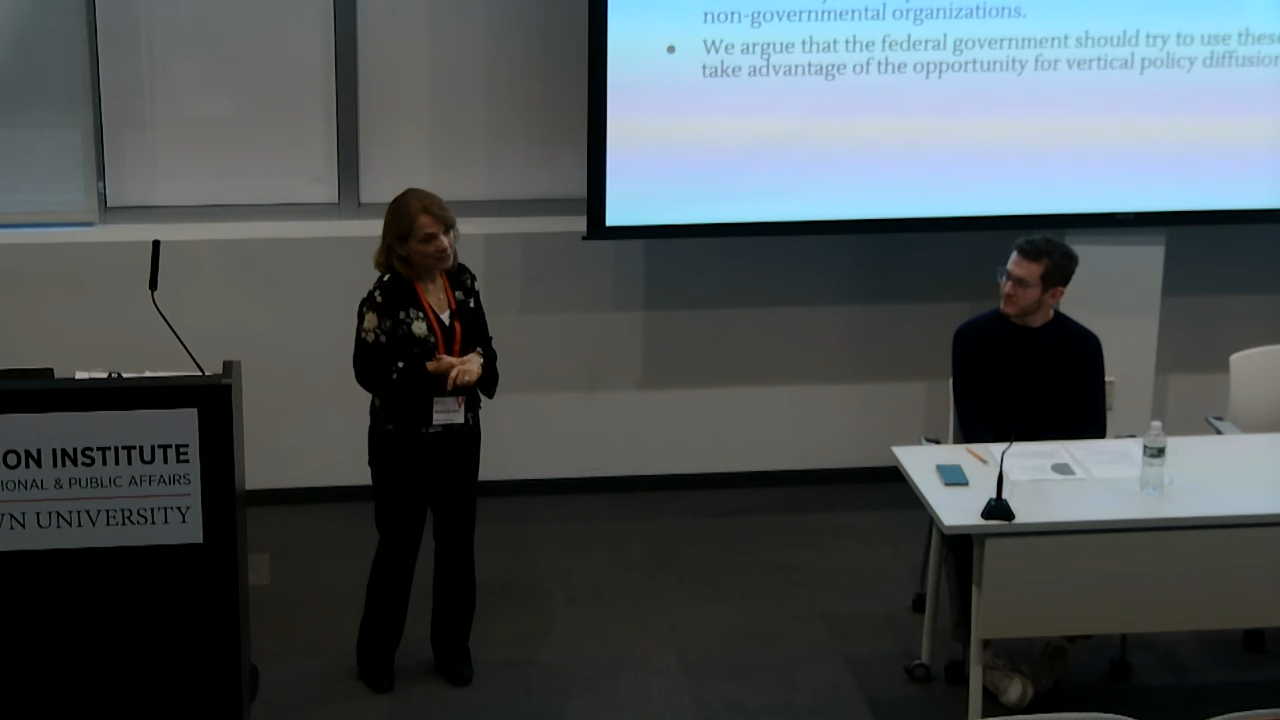 non-governmental organizations.
• We argue that the federal government should try to use these
take advantage of the opportunity for vertical policy diffusion
ON INSTITUTE
IONAL & PUBLIC AFFAIRS
WN UNIVERSITY